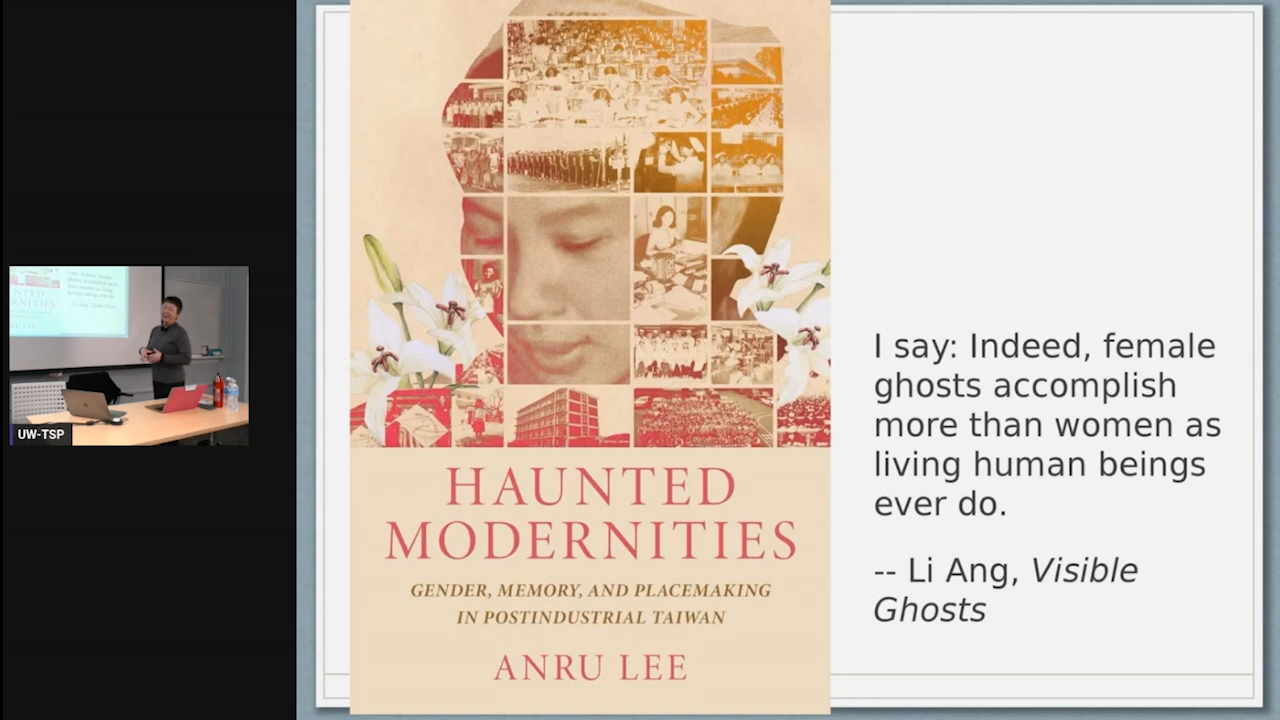 HAUNTED
MODERNITIES
GENDER, MEMORY, AND PLACEMAKING
IN POSTINDUSTRIAL TAIWAN
ANRU LEE
I say: Indeed, female
ghosts accomplish
more than women as
living human beings
ever do.
-- Li Ang, Visible
Ghosts
UW-TSP